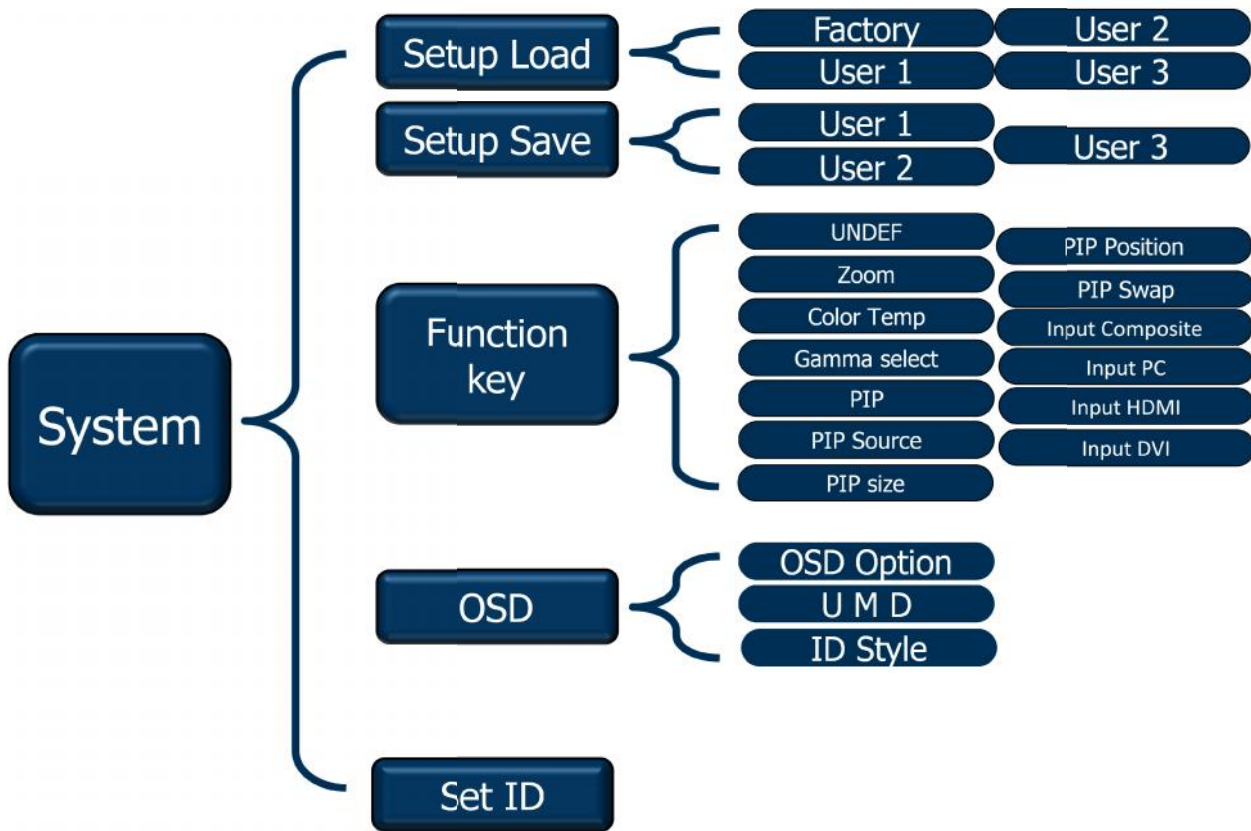 System
Setup Load
Factory
User 1
User 2
User 3
Setup Save
User 1
User 2
User 3
Function
key
UNDEF
Zoom
Color Temp
Gamma select
PIP
PIP Source
PIP size
PIP Position
PIP Swap
Input Composite
Input PC
Input HDMI
Input DVI
OSD
OSD Option
U M D
ID Style
Set ID